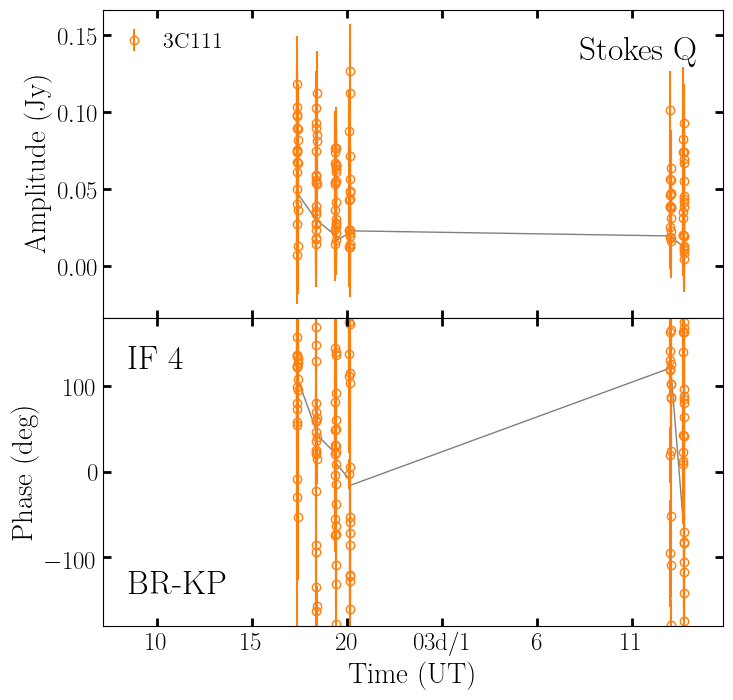 3C111
Stokes Q
0.15
0.10
0.05
0.00
Amplitude (Jy)
IF 4
100
0
−100
Phase (deg)
BR-KP
10 15 20 03d/1 6 11
Time (UT)